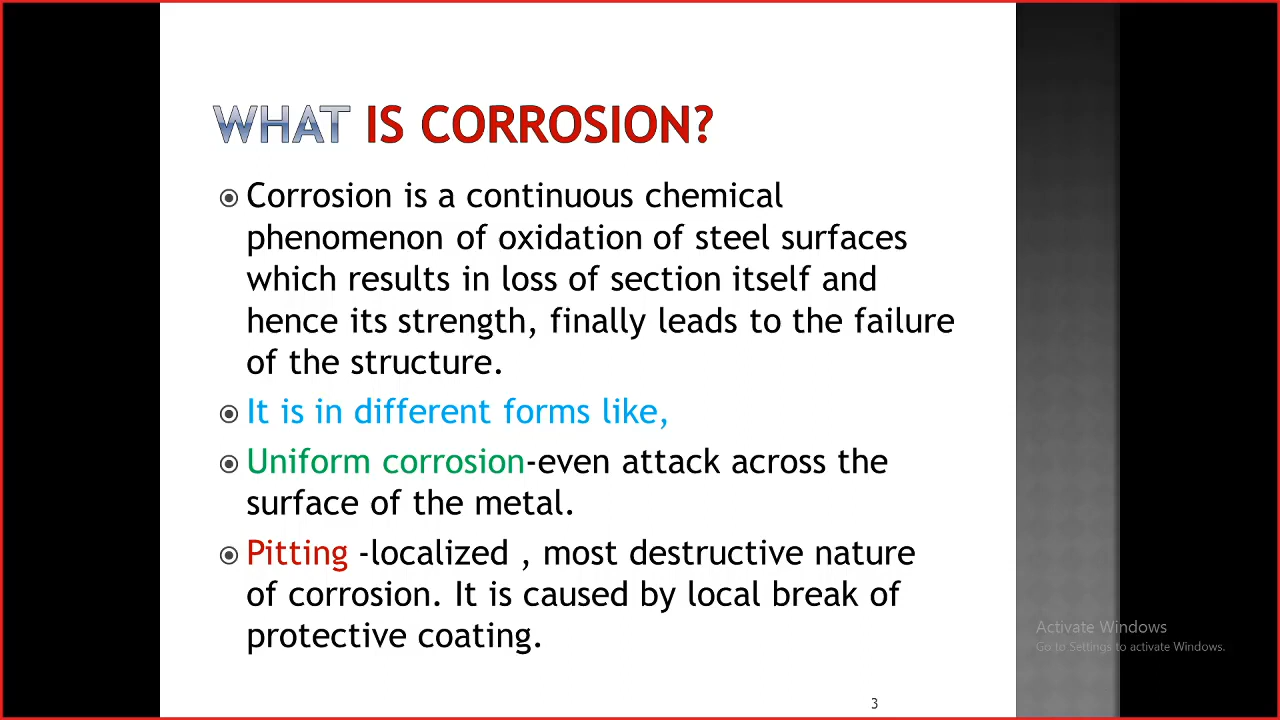 WHAT IS CORROSION?
Corrosion is a continuous chemical
phenomenon of oxidation of steel surfaces
which results in loss of section itself and
hence its strength, finally leads to the failure
of the structure.
It is in different forms like,
Uniform corrosion-even attack across the
surface of the metal.
Pitting -localized , most destructive nature
of corrosion. It is caused by local break of
protective coating.
Activate Windows
Go to Settings to activate Windows.
3